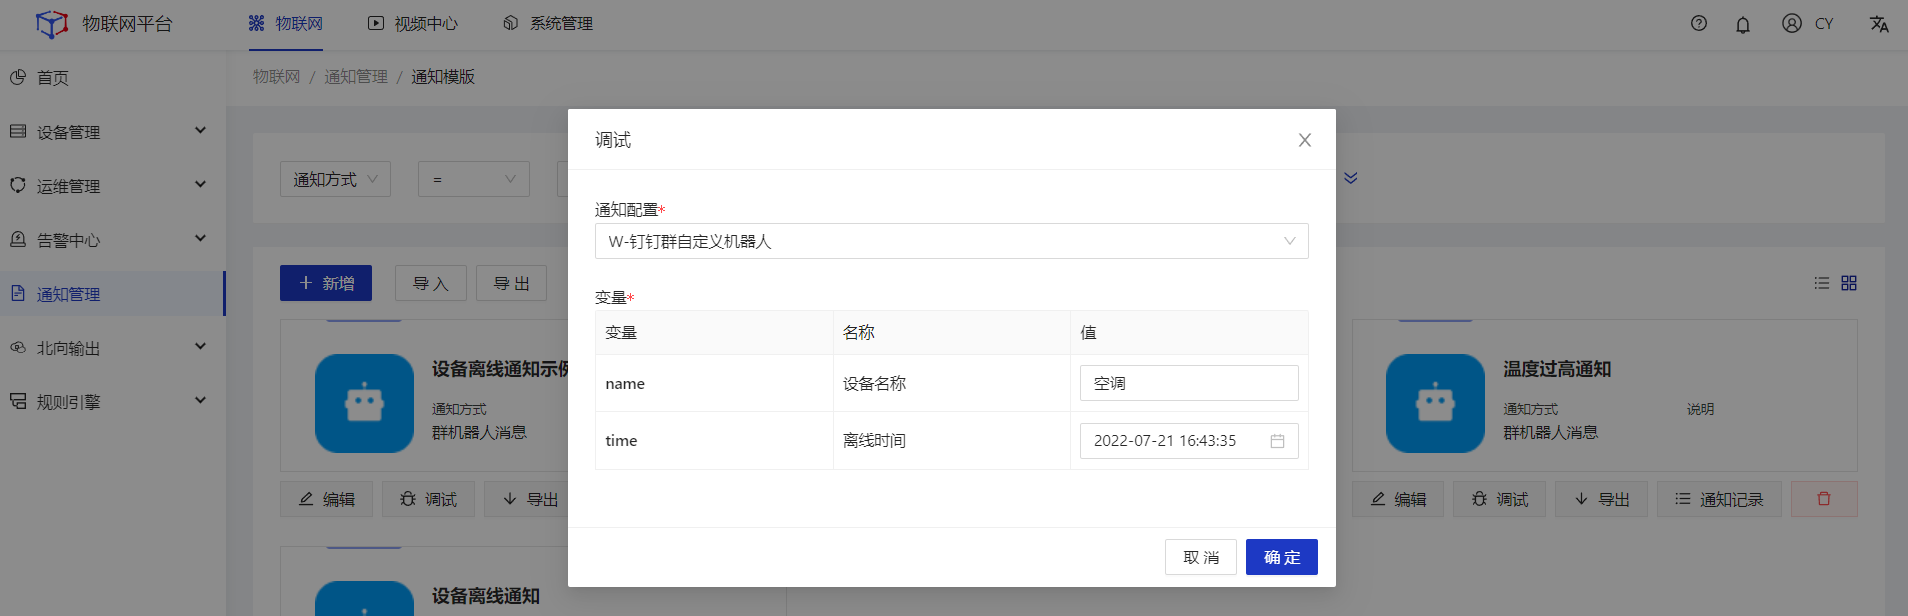 物联网平台
物联网
视频中心
系统管理
CY
首页
设备管理
运维管理
告警中心
通知管理
北向输出
规则引擎
物联网 / 通知管理 / 通知模版
通知方式
=
新增
导入
导出
设备离线通知示例
通知方式
群机器人消息
编辑
调试
导出
设备离线通知
调试
通知配置*
W-钉钉群自定义机器人
变量*
变量 名称 值
name 设备名称 空调
time 离线时间 2022-07-21 16:43:35
取消
确定
温度过高通知
通知方式 说明
群机器人消息
编辑
调试
导出
通知记录